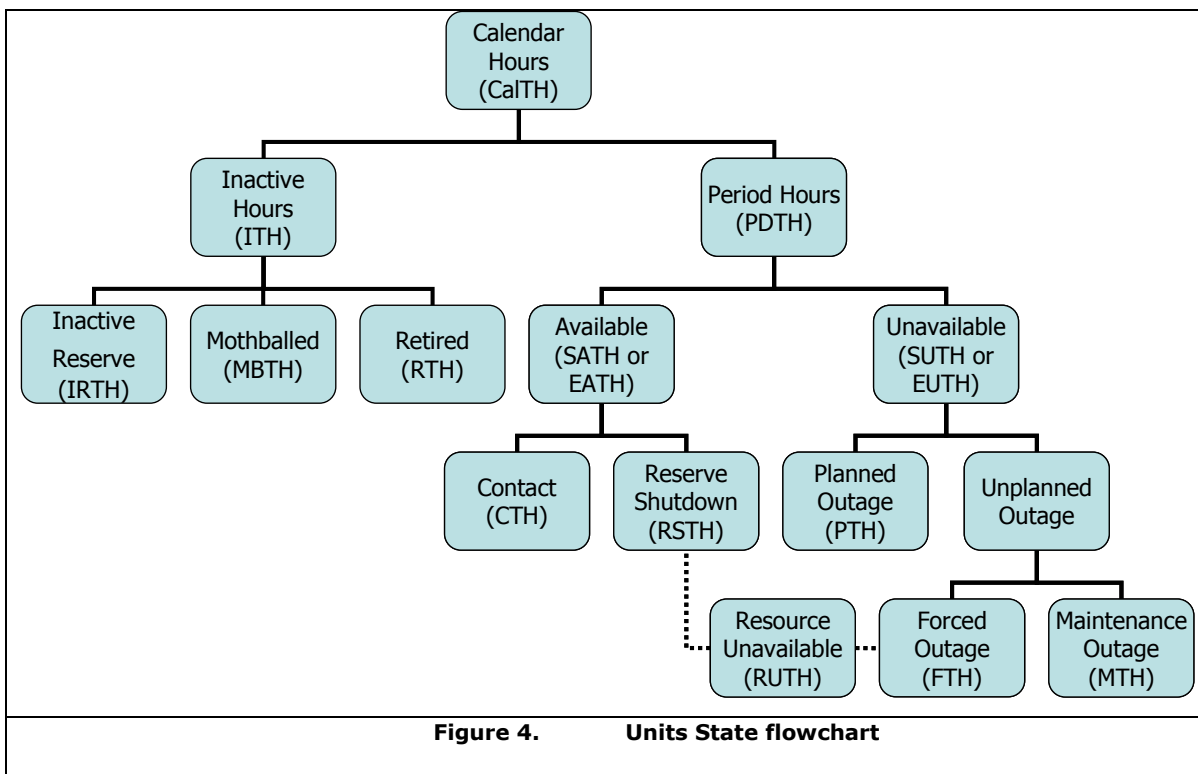 Calendar
Hours
(CalTH)
Inactive
Hours
(ITH)
Period Hours
(PDTH)
Inactive
Reserve
(IRTH)
Mothballed
(MBTH)
Retired
(RTH)
Available
(SATH or
EATH)
Unavailable
(SUTH or
EUTH)
Contact
(CTH)
Reserve
Shutdown
(RSTH)
Planned
Outage
(PTH)
Unplanned
Outage
Resource
Unavailable
(RUTH)
Forced
Outage
(FTH)
Maintenance
Outage
(MTH)
Figure 4. Units State flowchart